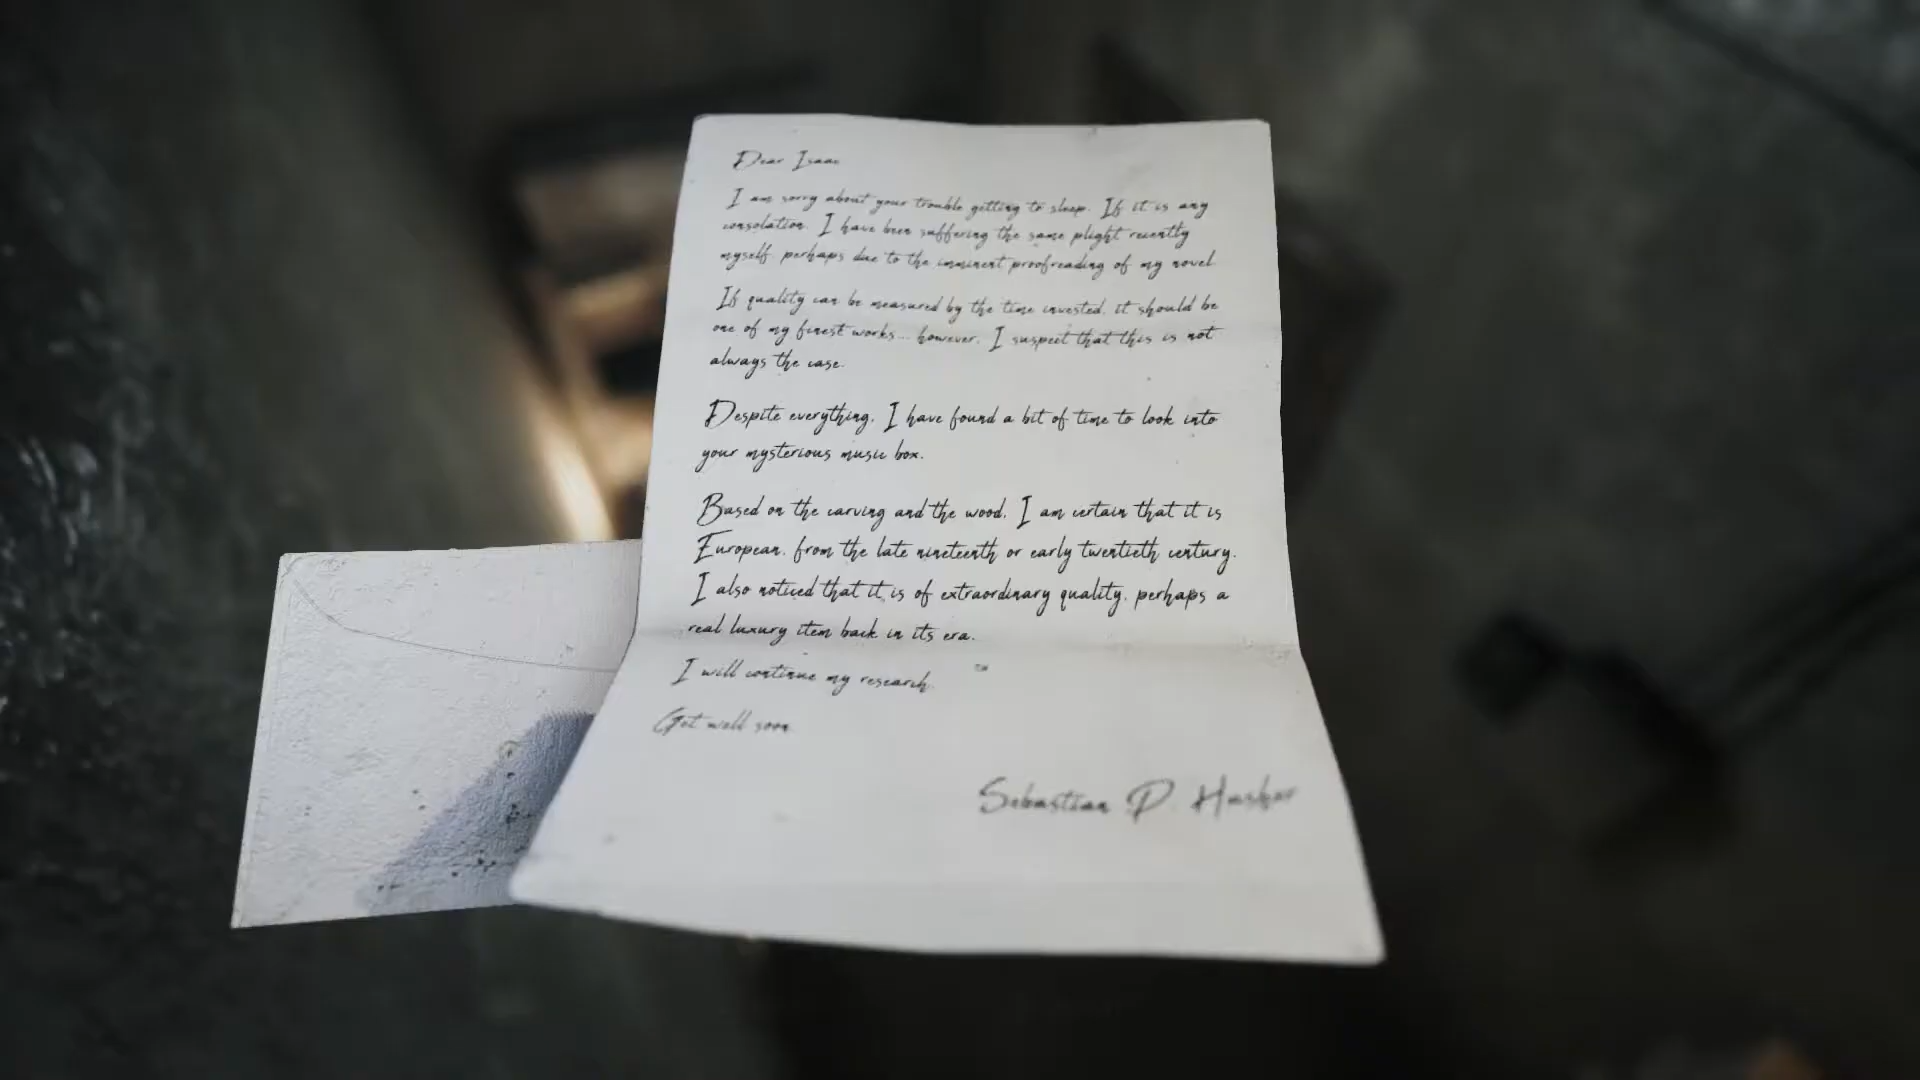 Dear Isaac
I am sorry about your trouble getting to sleep. If it is any
consolation, I have been suffering the same plight recently
myself, perhaps due to the imminent proofreading of my novel.
If quality can be measured by the time invested, it should be
one of my finest works... however, I suspect that this is not
always the case.
Despite everything, I have found a bit of time to look into
your mysterious music box.
Based on the carving and the wood, I am certain that it is
European, from the late nineteenth or early twentieth century.
I also noticed that it is of extraordinary quality, perhaps a
real luxury item back in its era.
I will continue my research.
Get well soon.
Sebastian P. Husher